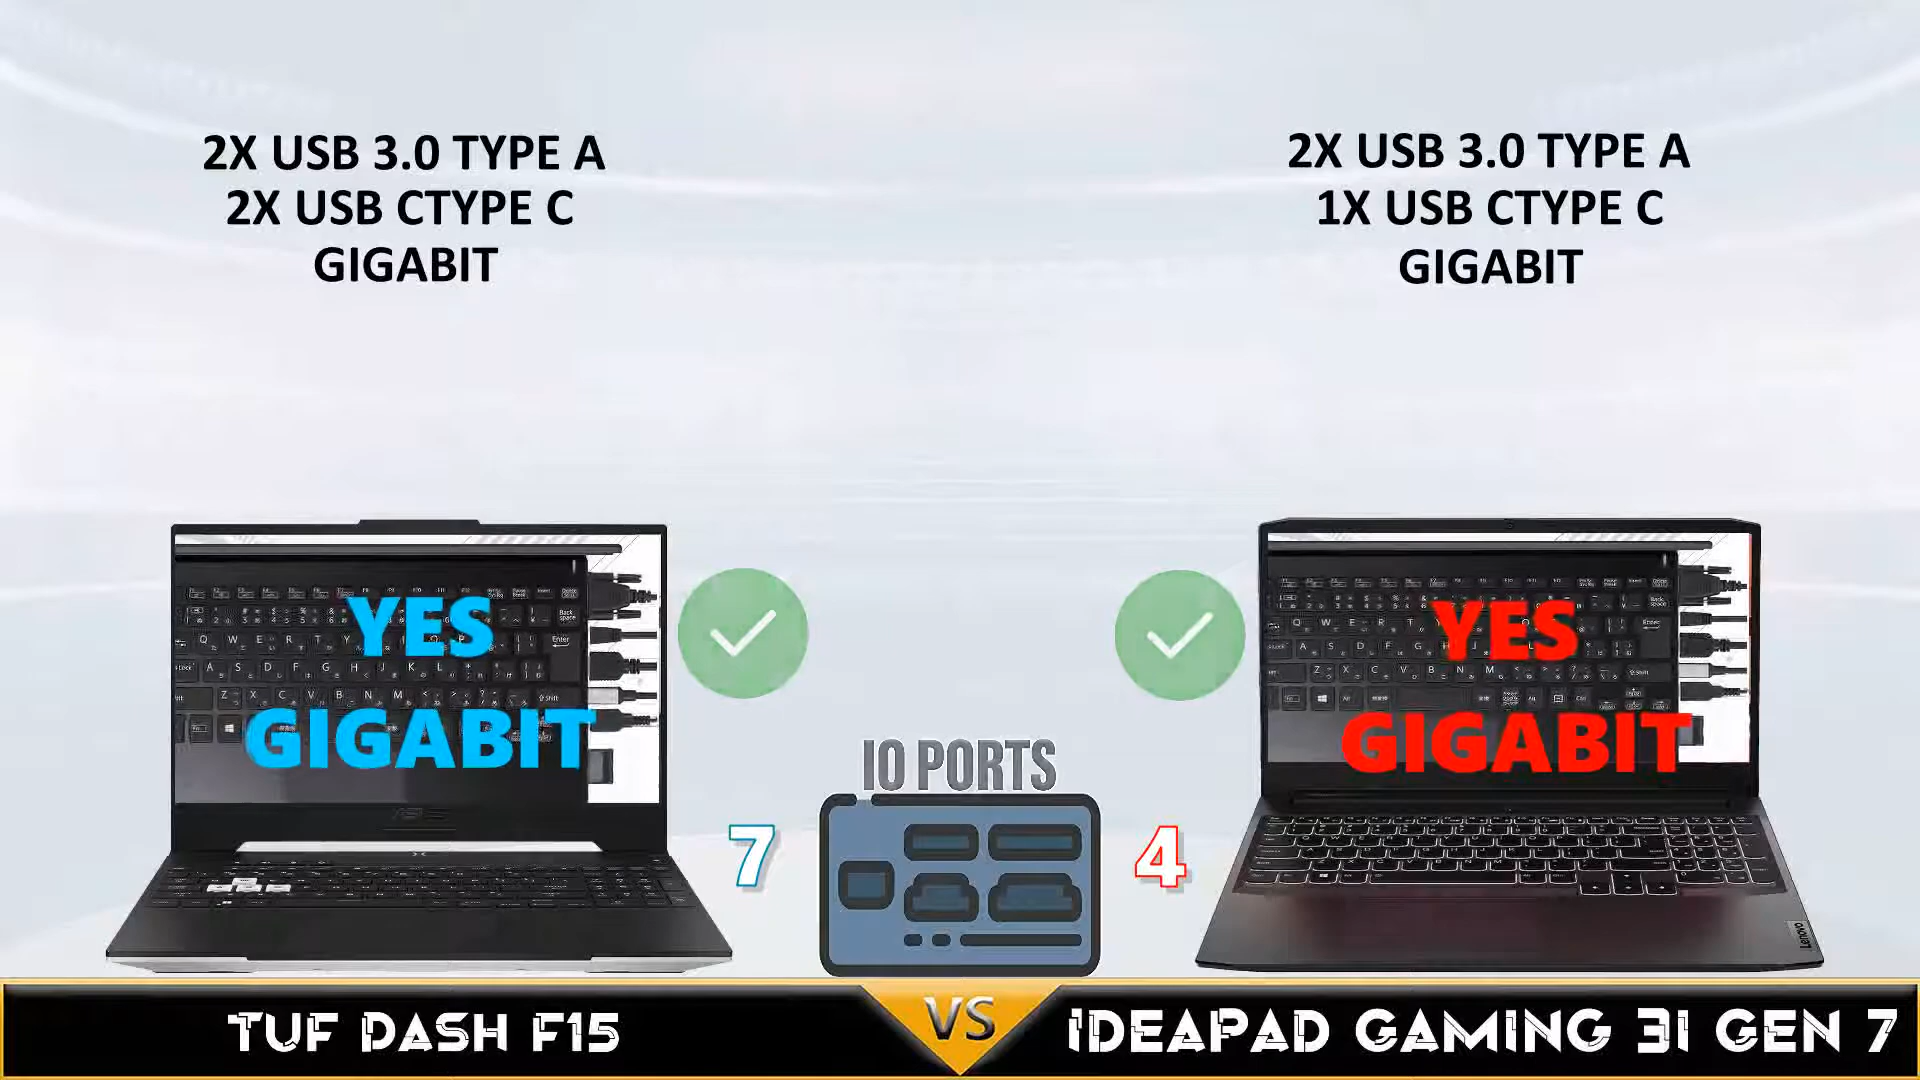 2X USB 3.0 TYPE A
2X USB CTYPE C
GIGABIT
2X USB 3.0 TYPE A
1X USB CTYPE C
GIGABIT
YES
GIGABIT
YES
GIGABIT
IO PORTS
7
4
Lenovo
TUF DASH F15
VS
IDEAPAD GAMING 3I GEN 7